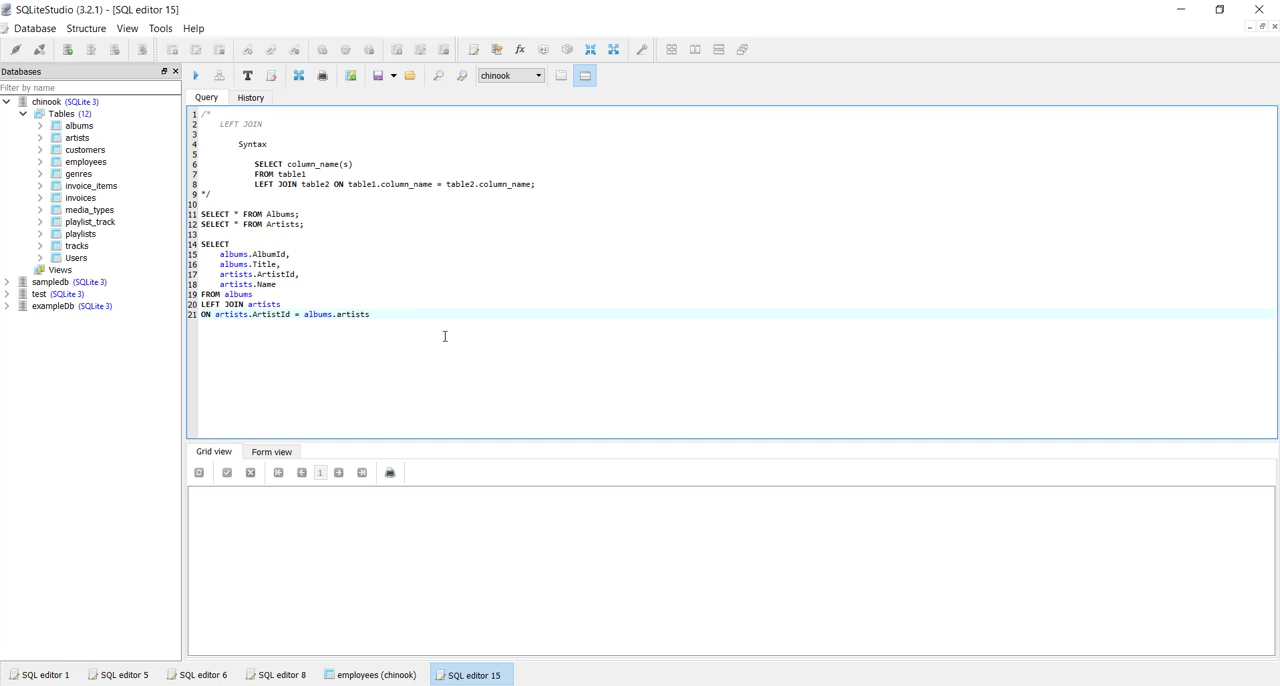 SQLiteStudio (3.2.1) - [SQL editor 15]
Database Structure View Tools Help
Databases
chinook
Filter by name
Query History
chinook (SQLite 3)
Tables (12)
albums
artists
customers
employees
genres
invoice_items
invoices
media_types
playlist_track
playlists
tracks
Users
Views
sampledb (SQLite 3)
test (SQLite 3)
exampleDb (SQLite 3)
1 /*
2 LEFT JOIN
3
4 Syntax
5
6 SELECT column_name(s)
7 FROM table1
8 LEFT JOIN table2 ON table1.column_name = table2.column_name;
9 */
10
11 SELECT * FROM Albums;
12 SELECT * FROM Artists;
13
14 SELECT
15 albums.AlbumId,
16 albums.Title,
17 artists.ArtistId,
18 artists.Name
19 FROM albums
20 LEFT JOIN artists
21 ON artists.ArtistId = albums.artists
Grid view Form view
1
SQL editor 1 SQL editor 5 SQL editor 6 SQL editor 8 employees (chinook) SQL editor 15